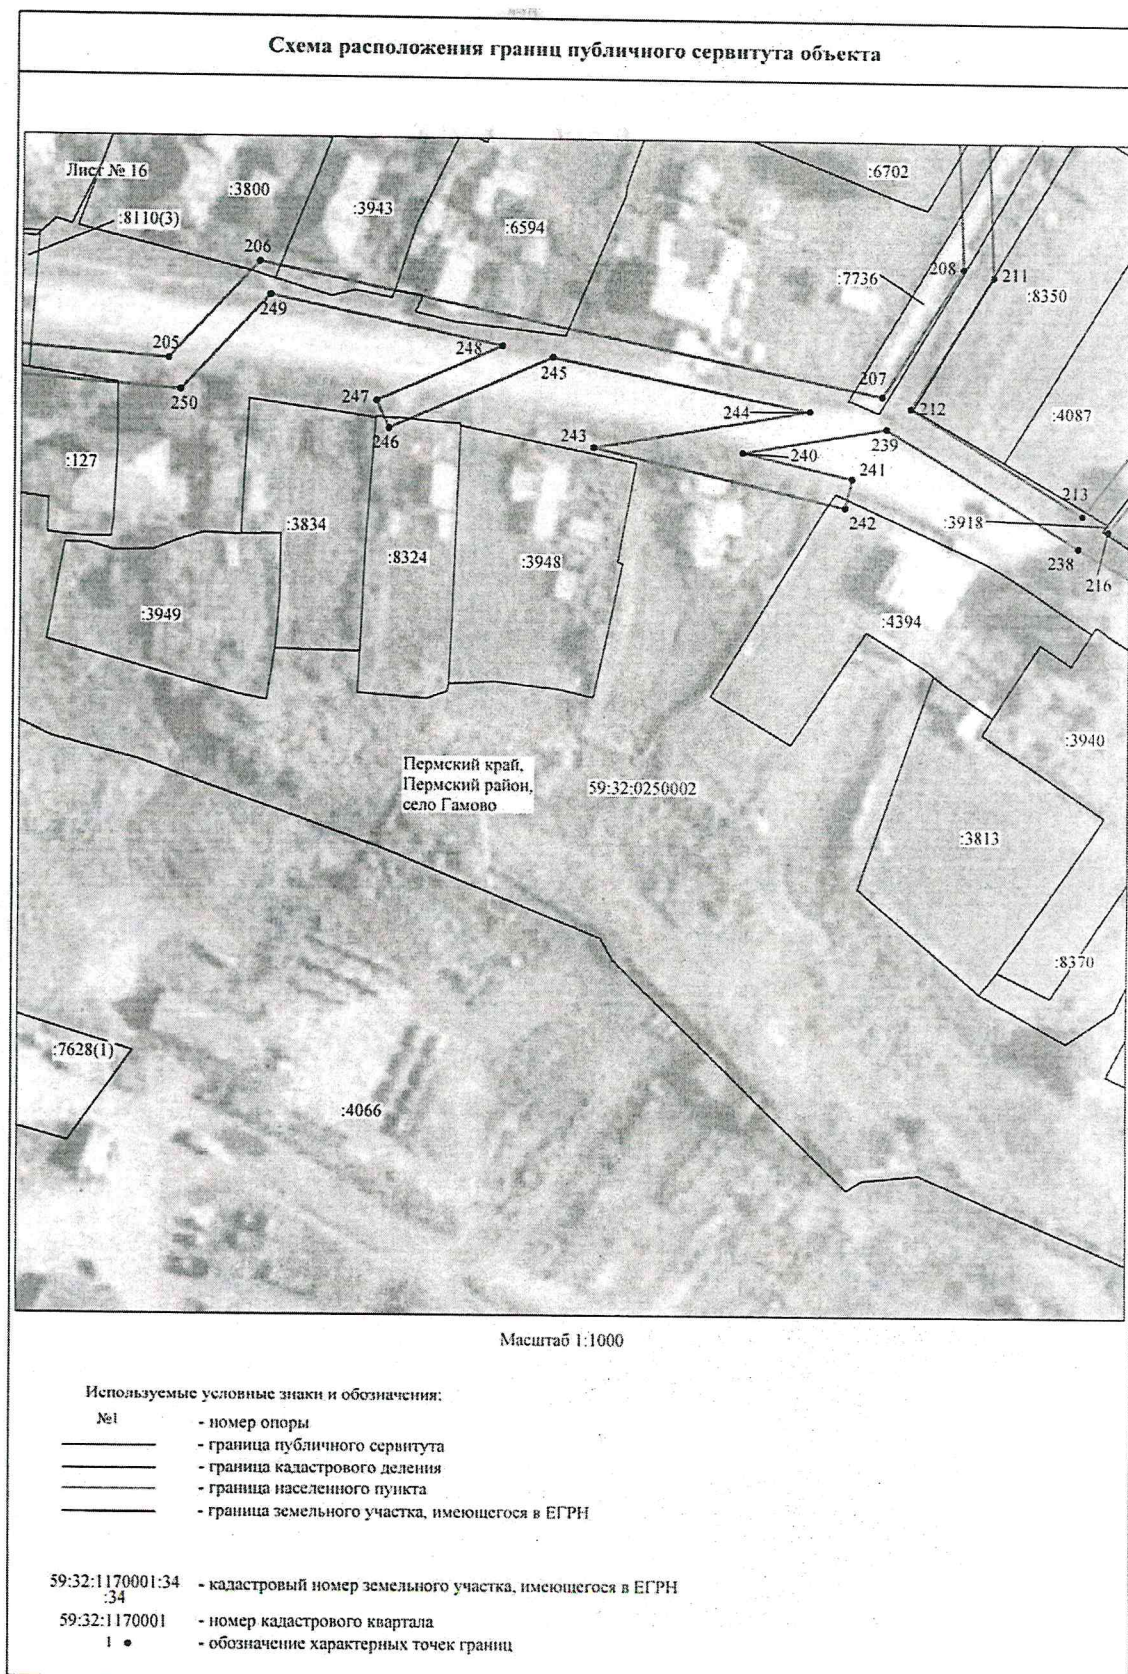 Схема расположения границ публичного сервитута объекта
Лист № 16
:3800
:6702
:8110(3)
:3943
:6594
206
208
211
:7736
:8350
249
205
248
245
207
250
247
244
212
:4087
246
243
239
240
:127
241
213
242
:3918
:3834
:8324
:3948
238
216
:3949
:4394
:3940
Пермский край,
Пермский район,
село Гамово
59:32:0250002
:3813
:8370
:7628(1)
:4066
Масштаб 1:1000
Используемые условные знаки и обозначения:
№1 - номер опоры
- граница публичного сервитута
- граница кадастрового деления
- граница населенного пункта
- граница земельного участка, имеющегося в ЕГРН
59:32:1170001:34 - кадастровый номер земельного участка, имеющегося в ЕГРН
:34
59:32:1170001 - номер кадастрового квартала
1 - обозначение характерных точек границ